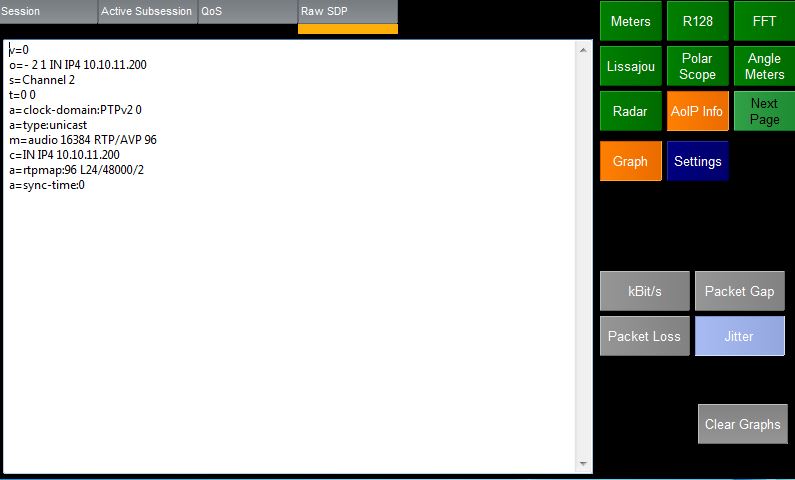 Session
Active Subsession
QoS
Raw SDP
v=0
o=- 2 1 IN IP4 10.10.11.200
s=Channel 2
t=0 0
a=clock-domain:PTPv2 0
a=type:unicast
m=audio 16384 RTP/AVP 96
c=IN IP4 10.10.11.200
a=rtpmap:96 L24/48000/2
a=sync-time:0
Meters
R128
FFT
Lissajou
Polar
Scope
Angle
Meters
Radar
AoIP Info
Next
Page
Graph
Settings
kBit/s
Packet Gap
Packet Loss
Jitter
Clear Graphs